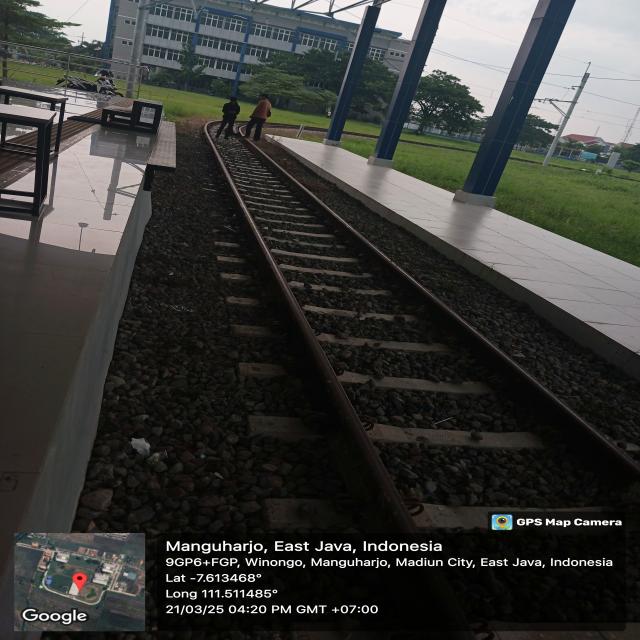 GPS Map Camera
Manguharjo, East Java, Indonesia
9GP6+FGP, Winongo, Manguharjo, Madiun City, East Java, Indonesia
Lat -7.613468°
Long 111.511485°
21/03/25 04:20 PM GMT +07:00
Google